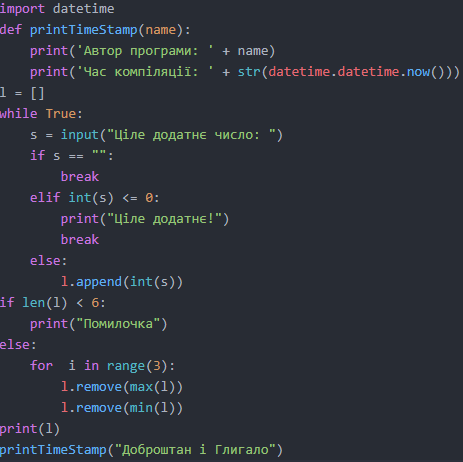 import datetime
def printTimeStamp(name):
    print('Автор програми: ' + name)
    print('Час компіляції: ' + str(datetime.datetime.now()))
l = []
while True:
    s = input("Ціле додатнє число: ")
    if s == "":
        break
    elif int(s) <= 0:
        print("Ціле додатнє!")
        break
    else:
        l.append(int(s))
if len(l) < 6:
    print("Помилочка")
else:
    for  i in range(3):
        l.remove(max(l))
        l.remove(min(l))
print(l)
printTimeStamp("Доброштан і Глигало")